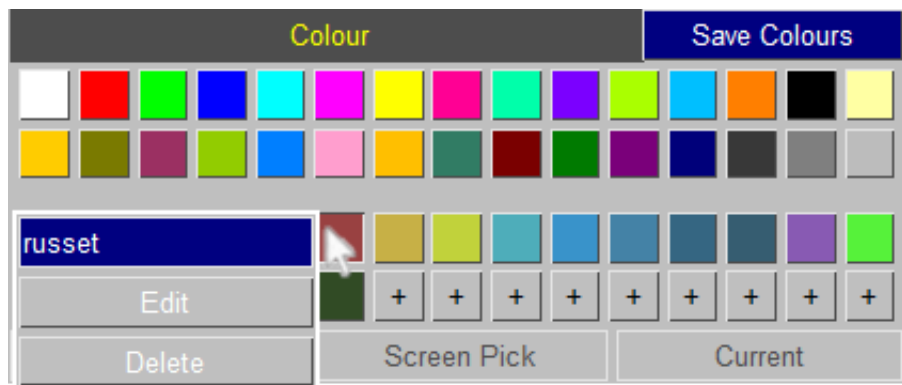 Colour Save Colours
russet
Edit + + + + + + + + +
Delete Screen Pick Current